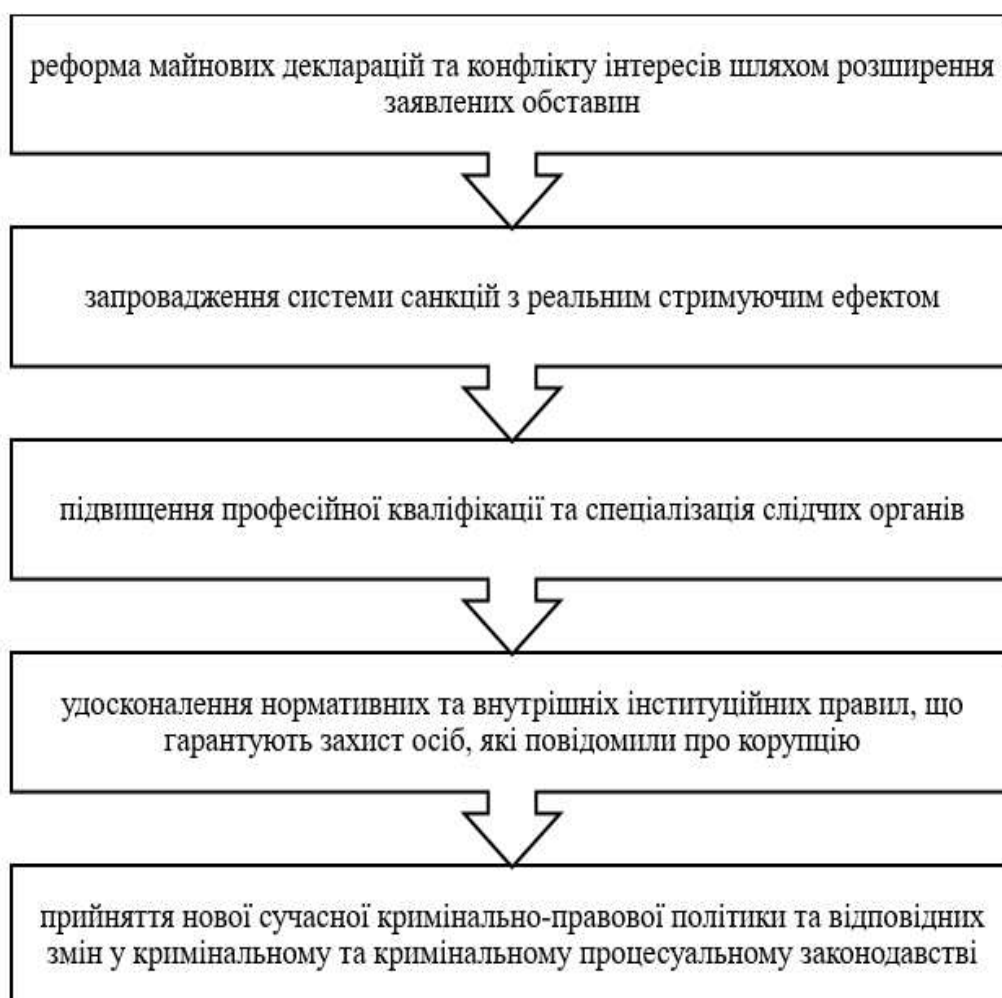 реформа майнових декларацій та конфлікту інтересів шляхом розширення
заявлених обставин
запровадження системи санкцій з реальним стримуючим ефектом
підвищення професійної кваліфікації та спеціалізація слідчих органів
удосконалення нормативних та внутрішніх інституційних правил, що
гарантують захист осіб, які повідомили про корупцію
прийняття нової сучасної кримінально-правової політики та відповідних
змін у кримінальному та кримінальному процесуальному законодавстві